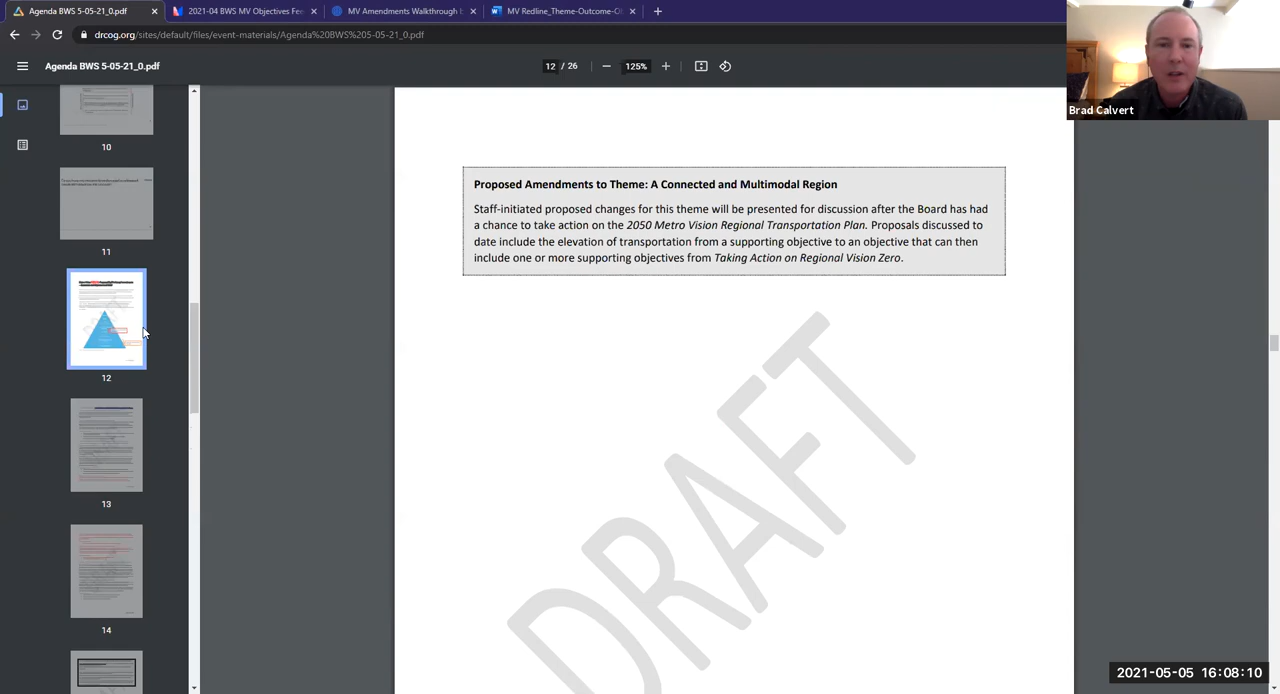 Agenda BWS 5-05-21_0.pdf
2021-04 BWS MV Objectives Fee
MV Amendments Walkthrough
MV Redline_Theme-Outcome-O
drcog.org/sites/default/files/event-materials/Agenda%20BWS%205-05-21_0.pdf
Agenda BWS 5-05-21_0.pdf
12 / 26
125%
Brad Calvert
10
11
12
13
14
Proposed Amendments to Theme: A Connected and Multimodal Region
Staff-initiated proposed changes for this theme will be presented for discussion after the Board has had
a chance to take action on the 2050 Metro Vision Regional Transportation Plan. Proposals discussed to
date include the elevation of transportation from a supporting objective to an objective that can then
include one or more supporting objectives from Taking Action on Regional Vision Zero.
DRAFT
2021-05-05 16:08:10